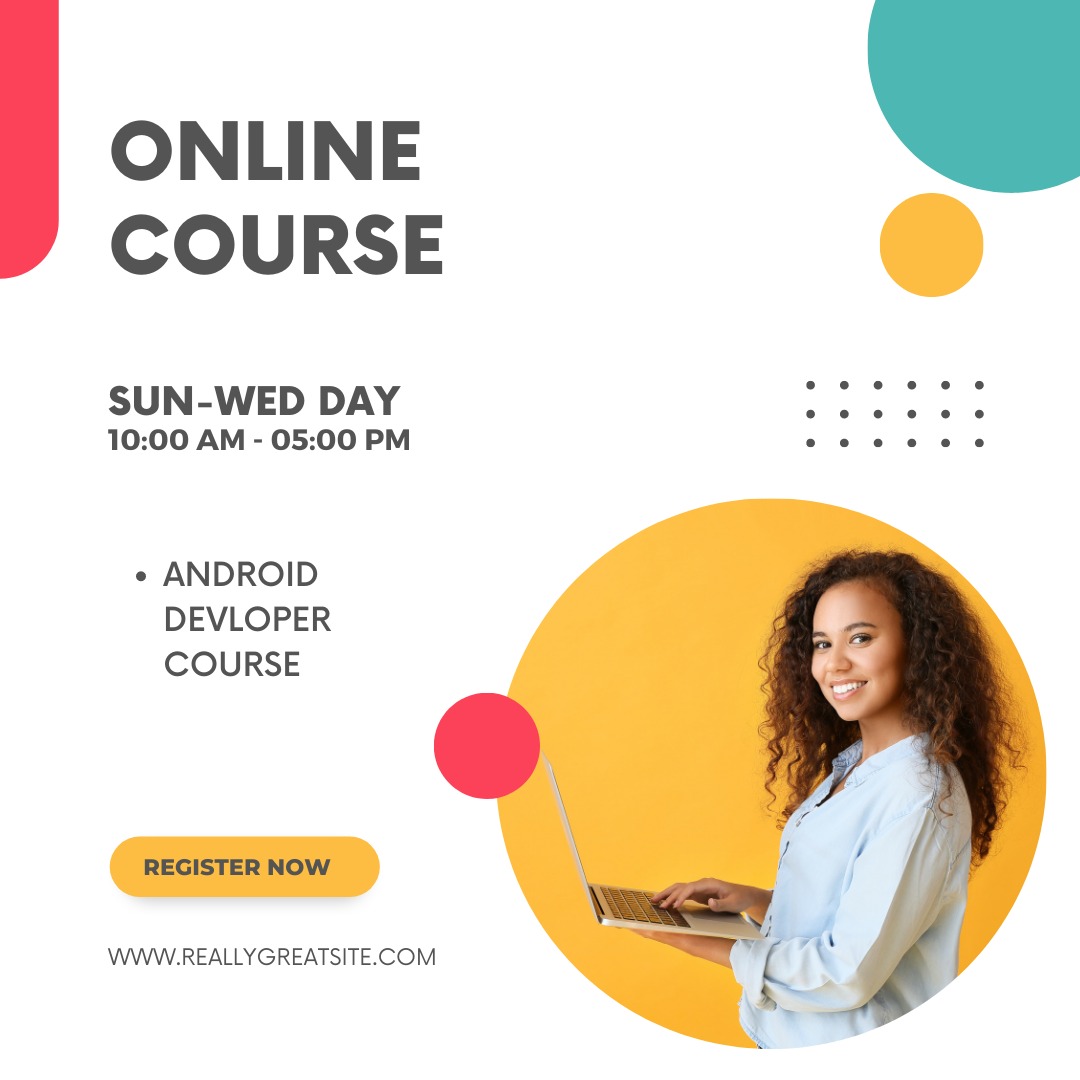 ONLINE
COURSE
SUN-WED DAY
10:00 AM - 05:00 PM
• ANDROID
DEVLOPER
COURSE
REGISTER NOW
WWW.REALLYGREATSITE.COM